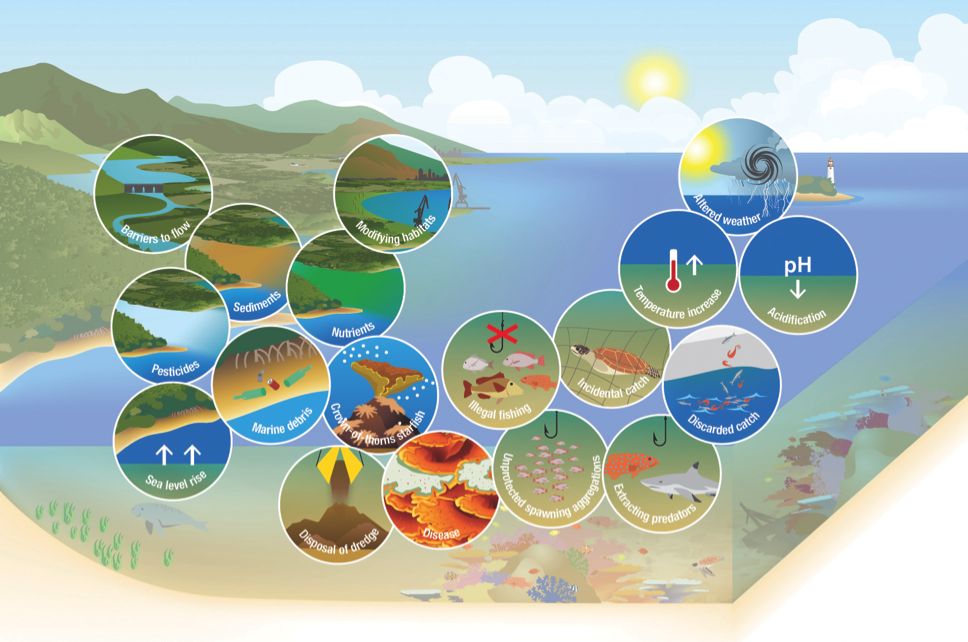 Barriers to flow
Modifying habitats
Altered weather
Sediments
Nutrients
Temperature increase
pH
Acidification
Pesticides
Marine debris
Crown-of-thorns starfish
Illegal fishing
Incidental catch
Discarded catch
Sea level rise
Disposal of dredge
Disease
Unprotected spawning aggregations
Extracting predators